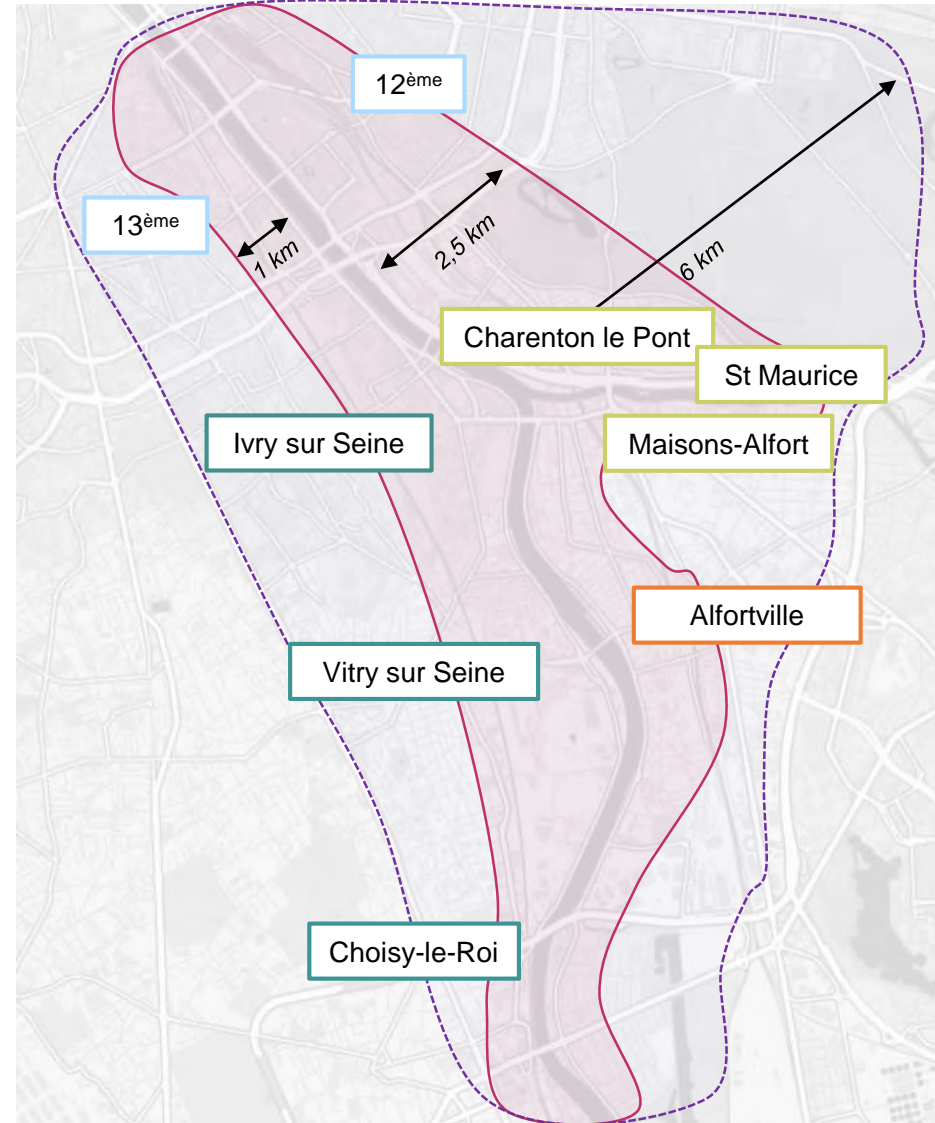 12ème
13ème
1 km
2,5 km
6 km
Charenton le Pont
St Maurice
Ivry sur Seine
Maisons-Alfort
Alfortville
Vitry sur Seine
Choisy-le-Roi